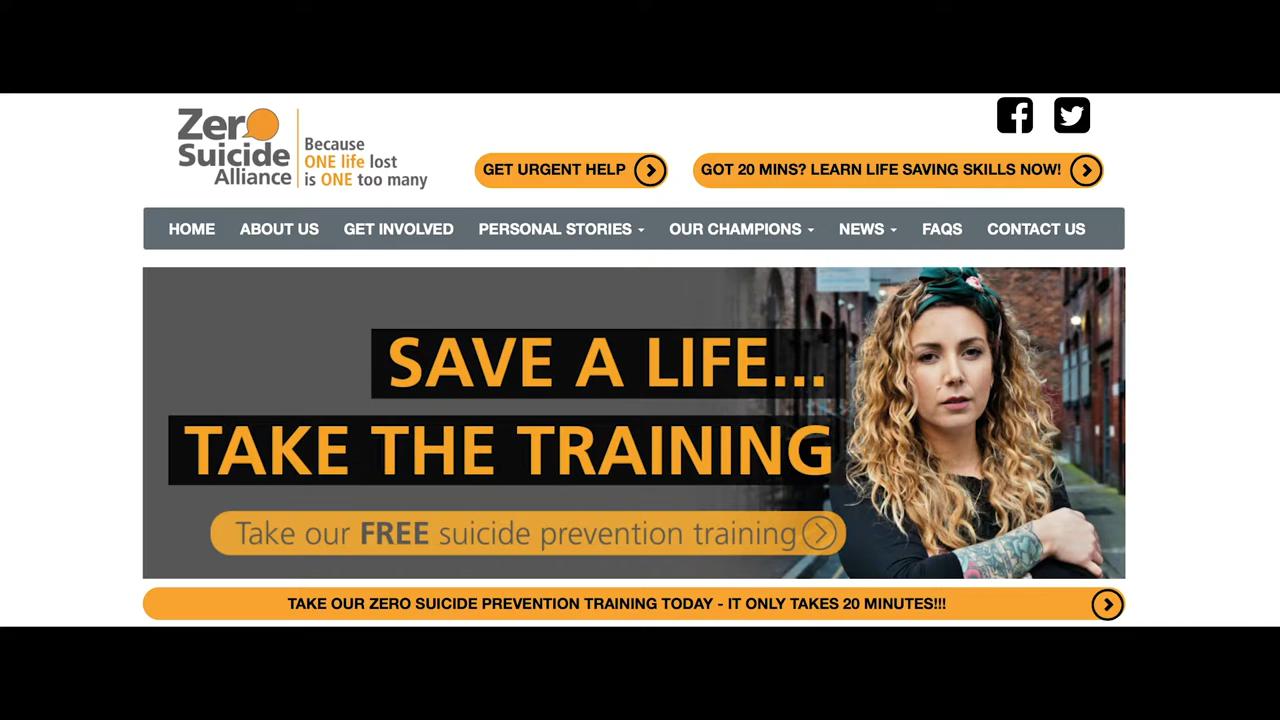 Zero
Suicide
Alliance
Because
ONE life lost
is ONE too many
GET URGENT HELP
GOT 20 MINS? LEARN LIFE SAVING SKILLS NOW!
HOME ABOUT US GET INVOLVED PERSONAL STORIES OUR CHAMPIONS NEWS FAQS CONTACT US
SAVE A LIFE...
TAKE THE TRAINING
Take our FREE suicide prevention training
TAKE OUR ZERO SUICIDE PREVENTION TRAINING TODAY - IT ONLY TAKES 20 MINUTES!!!